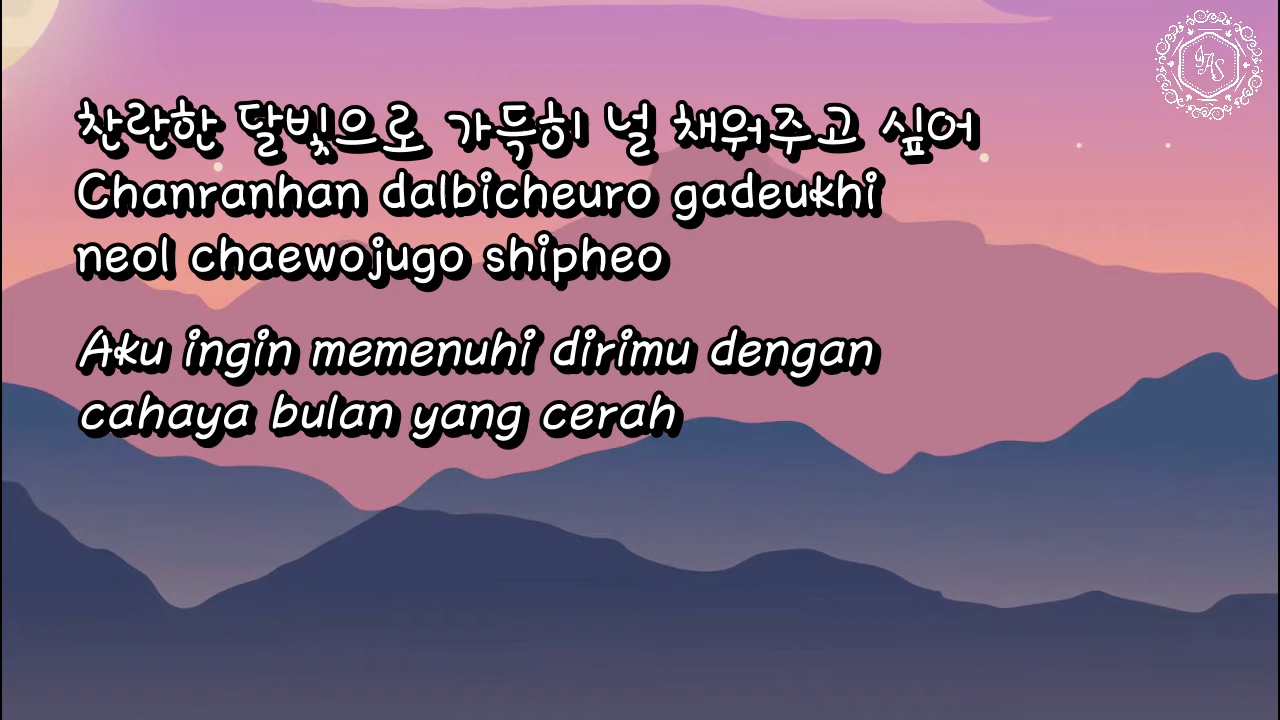 IAS
찬란한 달빛으로 가득히 널 채워주고 싶어
Chanranhan dalbicheuro gadeukhi
neol chaewojugo shipheo
Aku ingin memenuhi dirimu dengan
cahaya bulan yang cerah